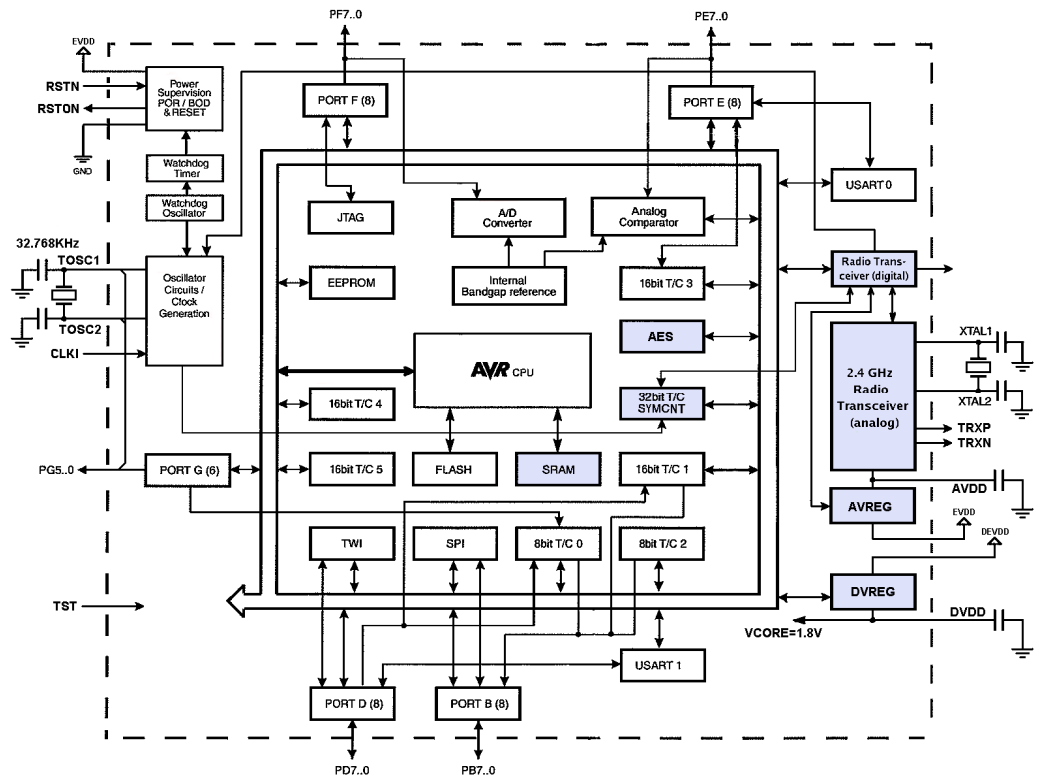 PF7..0
PE7..0
EVDD
RSTN
RSTON
GND
Power
Supervision
POR / BOD
& RESET
PORT F (8)
PORT E (8)
Watchdog
Timer
Watchdog
Oscillator
USART 0
JTAG
A/D
Converter
Analog
Comparator
32.768KHz
TOSC1
TOSC2
CLKI
Oscillator
Circuits /
Clock
Generation
EEPROM
Internal
Bandgap reference
16bit T/C 3
Radio Trans-
ceiver (digital)
AES
AVR CPU
2.4 GHz
Radio
Transceiver
(analog)
XTAL1
XTAL2
TRXP
TRXN
16bit T/C 4
32bit T/C
SYMCNT
PG5..0
PORT G (6)
16bit T/C 5
FLASH
SRAM
16bit T/C 1
AVDD
AVREG
EVDD
DEVDD
TWI
SPI
8bit T/C 0
8bit T/C 2
TST
DVREG
DVDD
VCORE=1.8V
USART 1
PORT D (8)
PORT B (8)
PD7..0
PB7..0